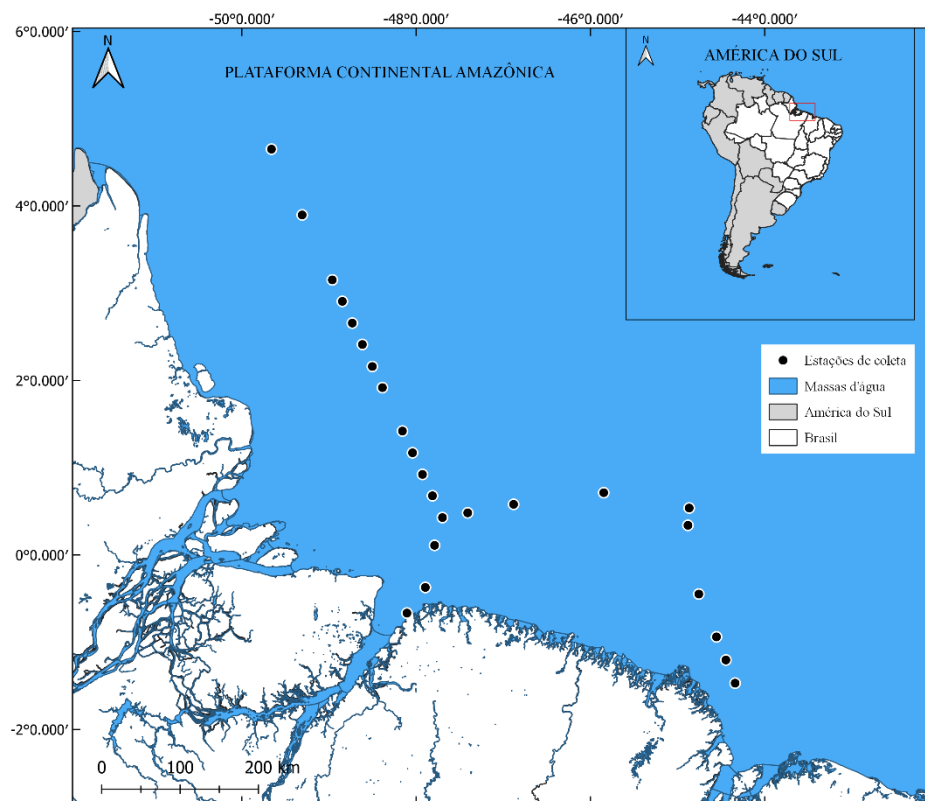 -50°0.000′ -48°0.000′ -46°0.000′ -44°0.000′
6°0.000′
N
PLATAFORMA CONTINENTAL AMAZÔNICA
N
AMÉRICA DO SUL
4°0.000′
2°0.000′
Estações de coleta
Massas d'água
América do Sul
Brasil
0°0.000′
-2°0.000′
0 100 200 km